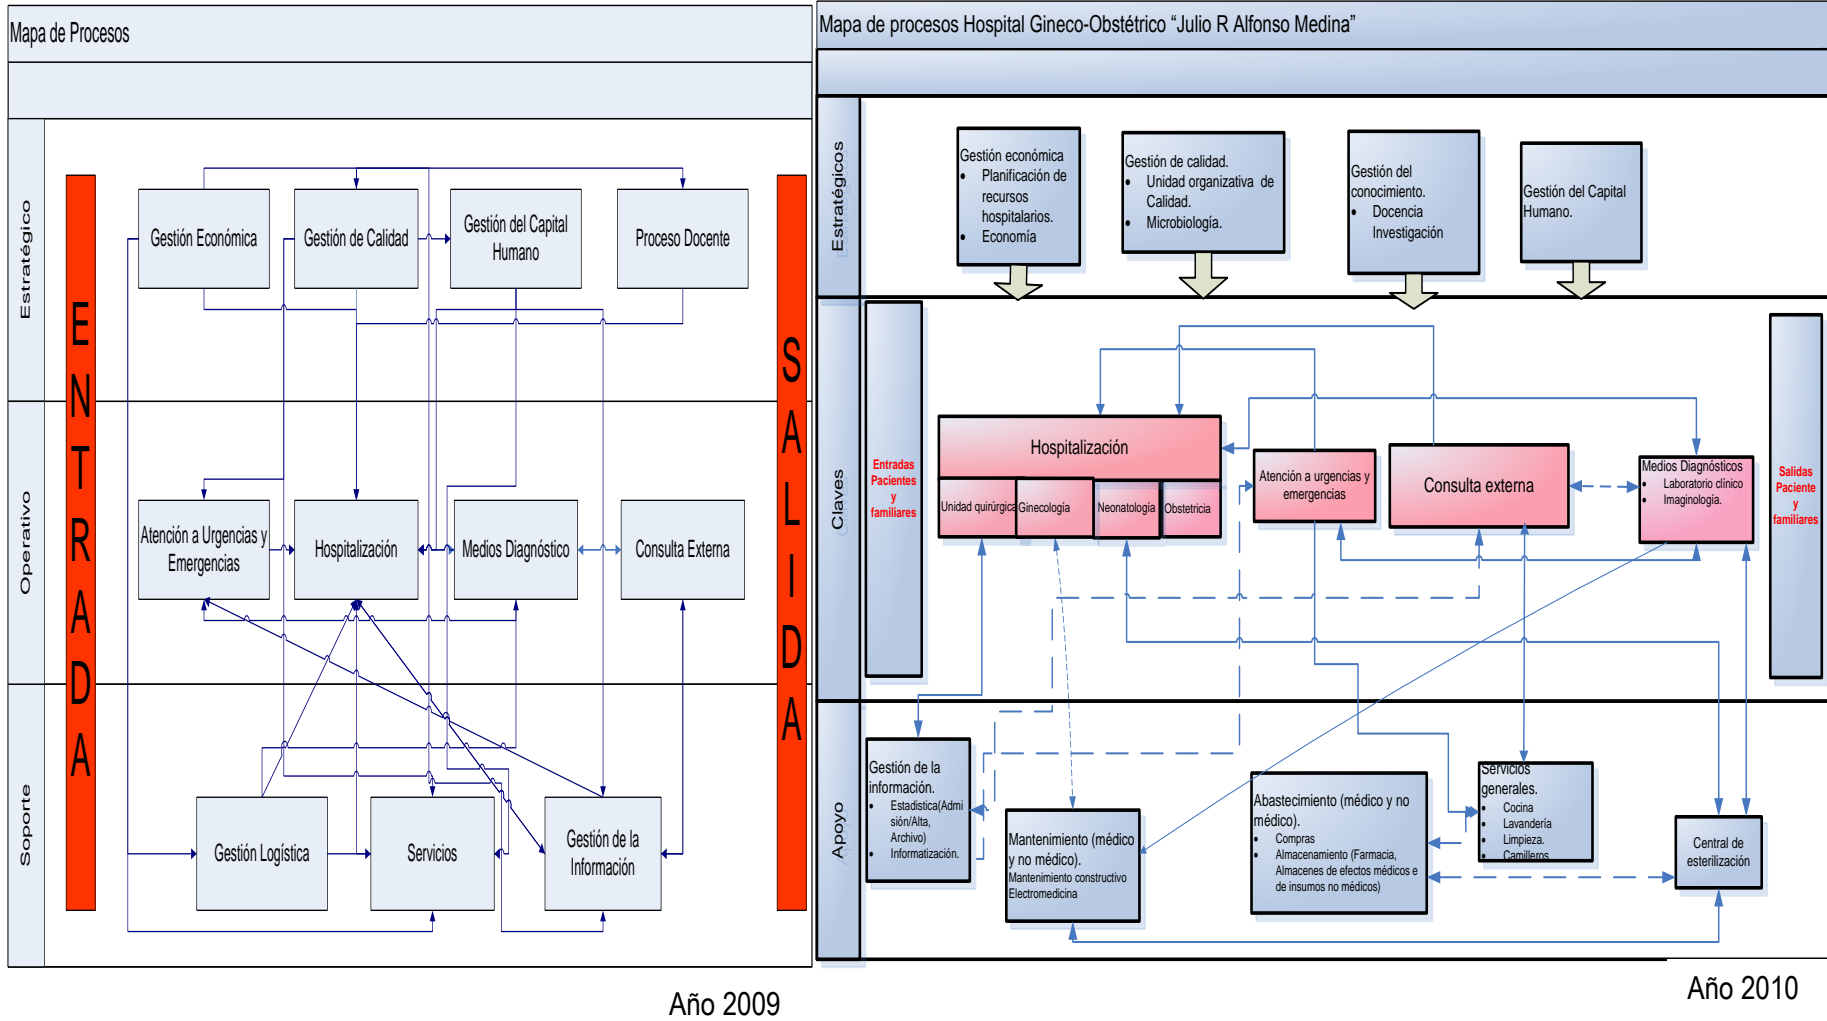 Mapa de Procesos
Estratégico
Gestión Económica
Gestión de Calidad
Gestión del Capital
Humano
Proceso Docente
ENTRADA
SALIDA
Operativo
Atención a Urgencias y
Emergencias
Hospitalización
Medios Diagnóstico
Consulta Externa
Soporte
Gestión Logística
Servicios
Gestión de la
Información
Año 2009
Mapa de procesos Hospital Gineco-Obstétrico “Julio R Alfonso Medina”
Estratégicos
Gestión económica
• Planificación de
recursos
hospitalarios.
• Economía
Gestión de calidad.
• Unidad organizativa de
Calidad.
• Microbiología.
Gestión del
conocimiento.
• Docencia
Investigación
Gestión del Capital
Humano.
Claves
Entradas
Pacientes
y
familiares
Hospitalización
Unidad quirúrgica
Ginecología
Neonatología
Obstetricia
Atención a urgencias y
emergencias
Consulta externa
Medios Diagnósticos
• Laboratorio clínico
• Imaginología.
Salidas
Paciente
y
familiares
Apoyo
Gestión de la
información.
• Estadistica(Admi
sión/Alta,
Archivo)
• Informatización.
Mantenimiento (médico
y no médico).
Mantenimiento constructivo
Electromedicina
Abastecimiento (médico y no
médico).
• Compras
• Almacenamiento (Farmacia,
Almacenes de efectos médicos e
de insumos no médicos)
Servicios
generales.
• Cocina
• Lavandería
• Limpieza.
• Camilleros
Central de
esterilización
Año 2010